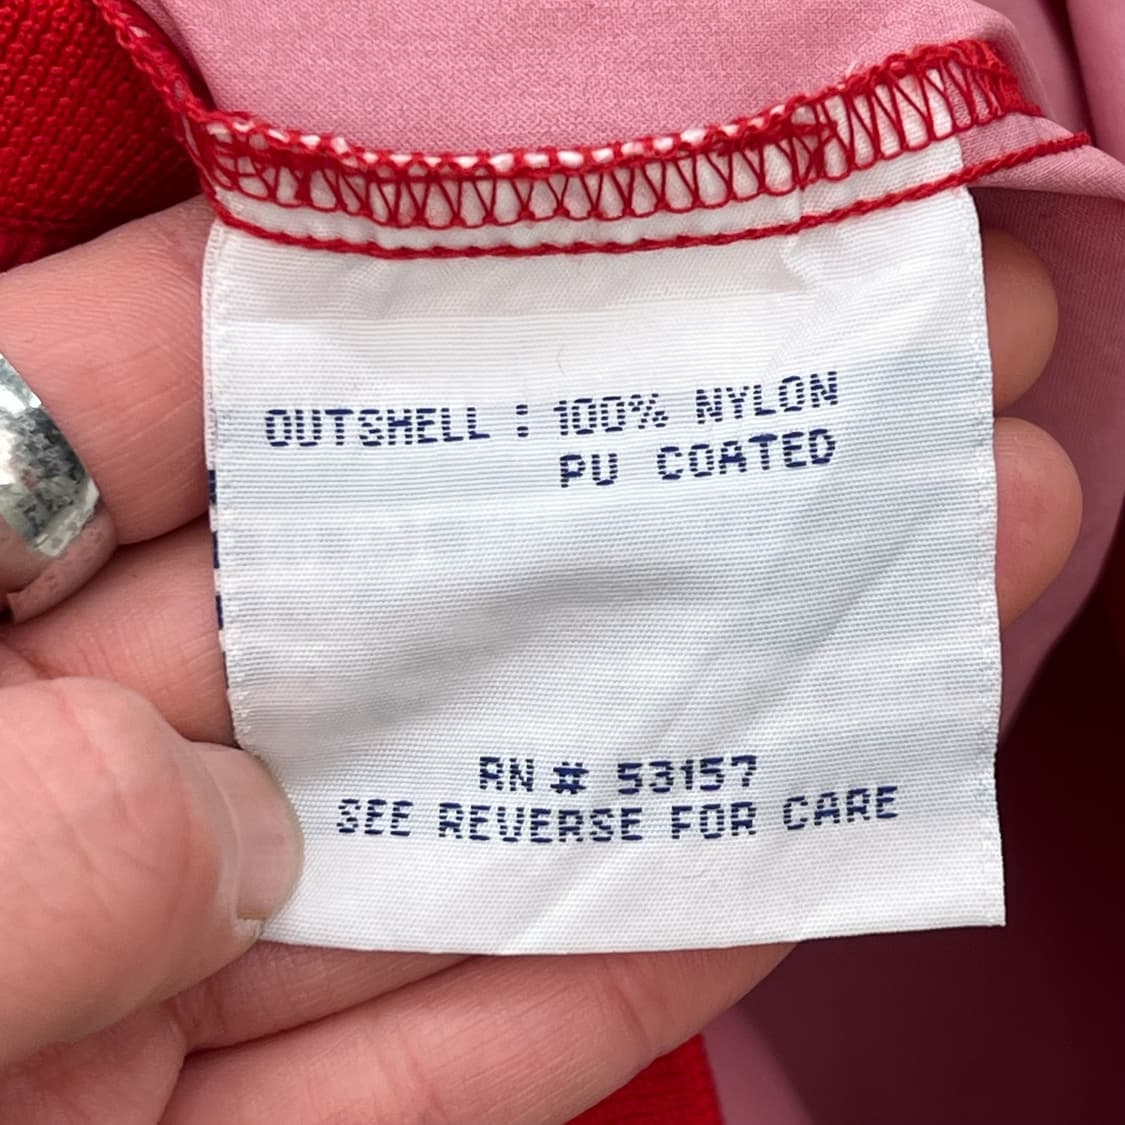 OUTSHELL : 100% NYLON
PU COATED
RN # 53157
SEE REVERSE FOR CARE